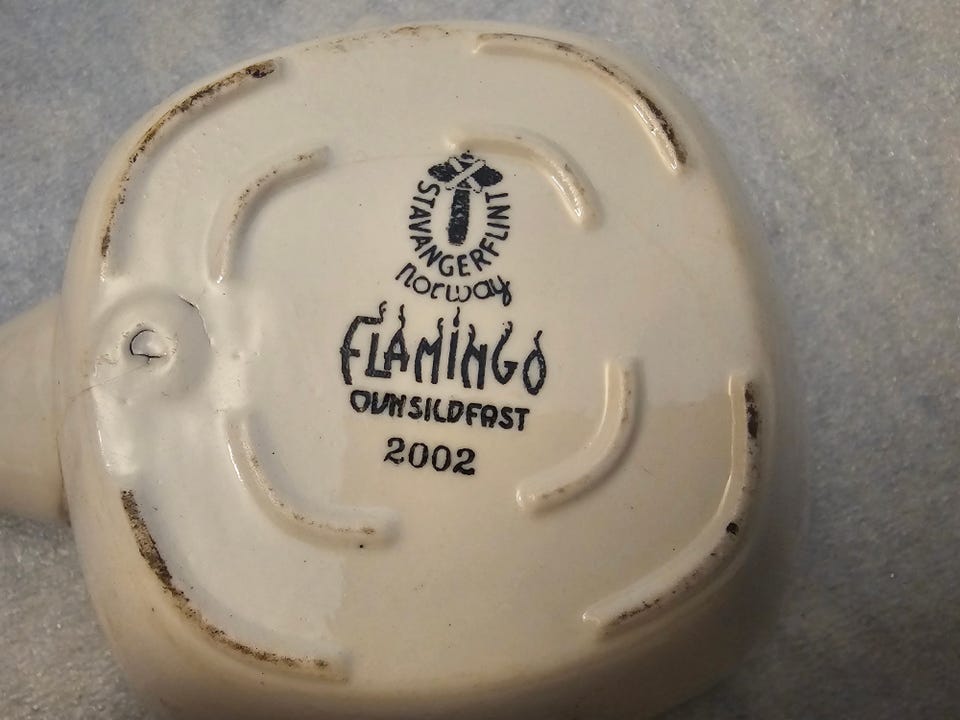 STAVANGERFLINT
Norway
FLAMINGO
OVNSILDFAST
2002